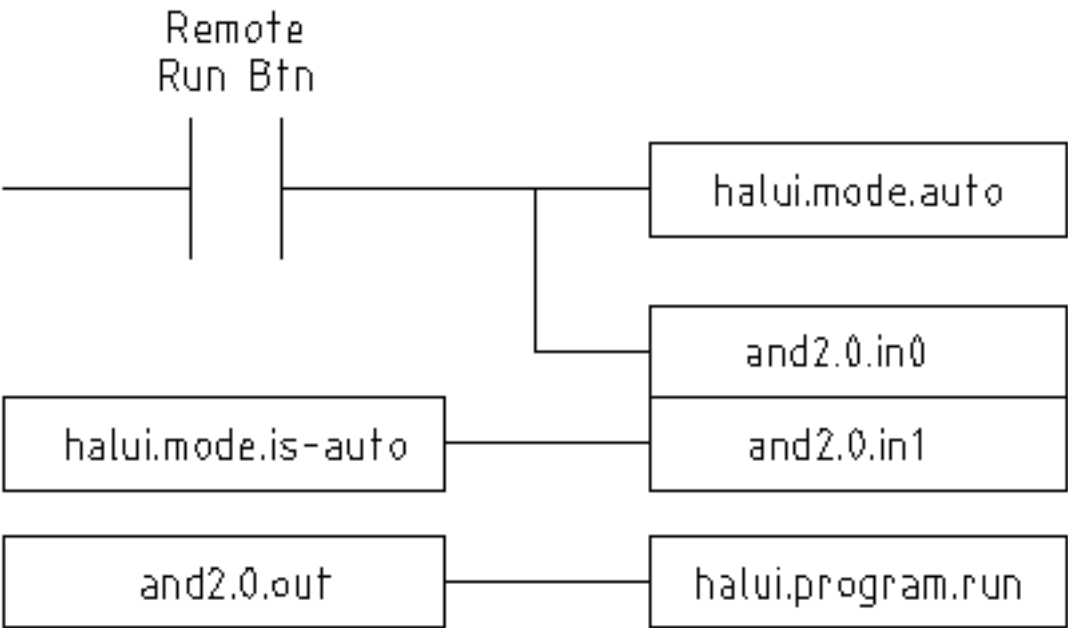 Remote
Run Btn
halui.mode.auto
and2.0.in0
halui.mode.is-auto
and2.0.in1
and2.0.out
halui.program.run